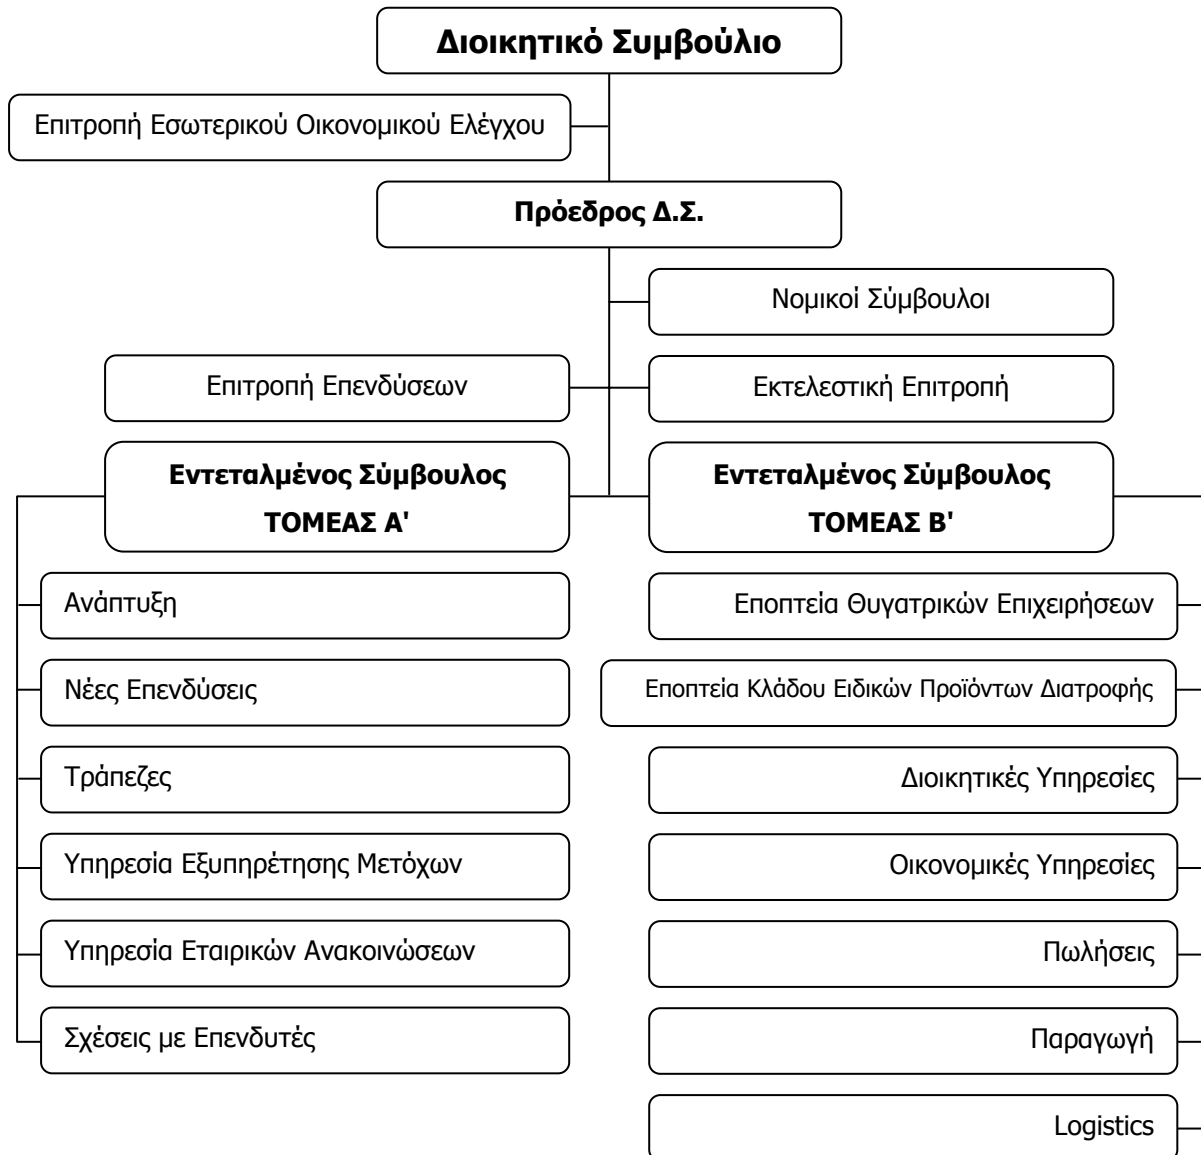 Διοικητικό Συμβούλιο
Επιτροπή Εσωτερικού Οικονομικού Ελέγχου
Πρόεδρος Δ.Σ.
Νομικοί Σύμβουλοι
Επιτροπή Επενδύσεων
Εκτελεστική Επιτροπή
Εντεταλμένος Σύμβουλος
ΤΟΜΕΑΣ Α'
Εντεταλμένος Σύμβουλος
ΤΟΜΕΑΣ Β'
Ανάπτυξη
Νέες Επενδύσεις
Τράπεζες
Υπηρεσία Εξυπηρέτησης Μετόχων
Υπηρεσία Εταιρικών Ανακοινώσεων
Σχέσεις με Επενδυτές
Εποπτεία Θυγατρικών Επιχειρήσεων
Εποπτεία Κλάδου Ειδικών Προϊόντων Διατροφής
Διοικητικές Υπηρεσίες
Οικονομικές Υπηρεσίες
Πωλήσεις
Παραγωγή
Logistics